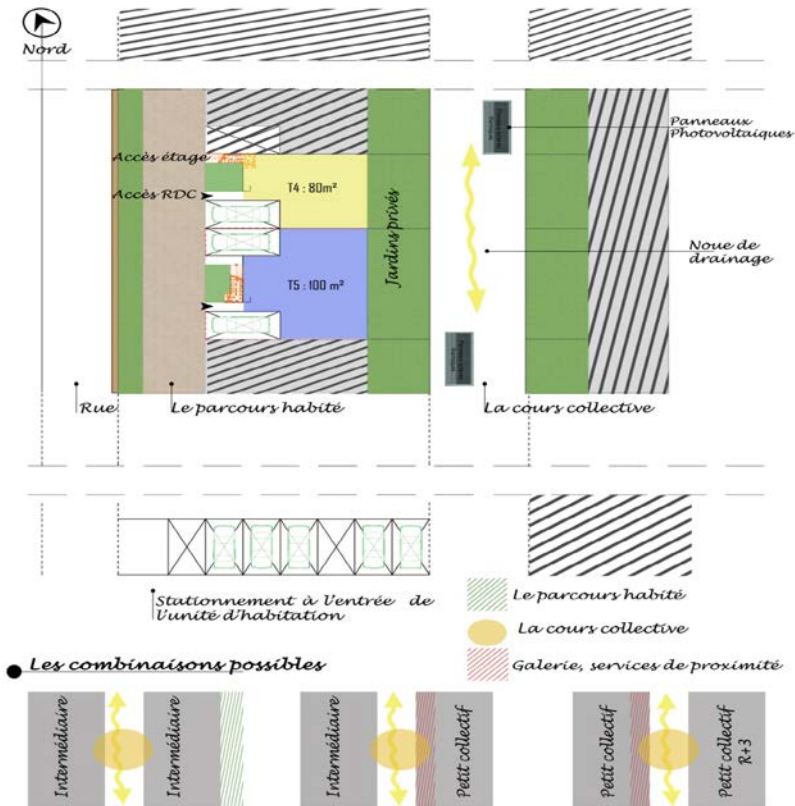 Nord
Panneaux
Photovoltaiques
Accès étage
T4 : 80m²
Accès RDC
Jardins privés
Noue de
drainage
T5 : 100 m²
Rue
Le parcours habité
La cours collective
Stationnement à l'entrée de
l'unité d'habitation
Le parcours habité
La cours collective
Galerie, services de proximité
Les combinaisons possibles
Intermédiaire
Intermédiaire
Intermédiaire
Petit collectif
Petit collectif
Petit collectif
R+3